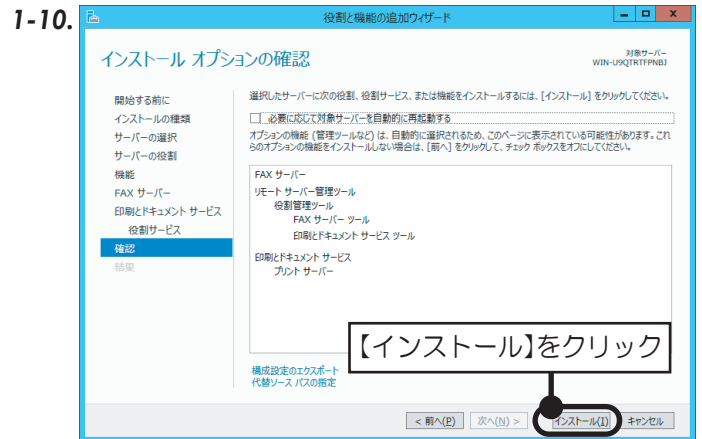 1-10.
役割と機能の追加ウィザード
インストール オプションの確認
対象サーバー
WIN-U9QTRTFPNBJ
開始する前に
インストールの種類
サーバーの選択
サーバーの役割
機能
FAX サーバー
印刷とドキュメント サービス
役割サービス
確認
結果
選択したサーバーに次の役割、役割サービス、または機能をインストールするには、[インストール] をクリックしてください。
必要に応じて対象サーバーを自動的に再起動する
オプションの機能 (管理ツールなど) は、自動的に選択されるため、このページに表示されている可能性があります。これ
らのオプションの機能をインストールしない場合は、[前へ] をクリックして、チェック ボックスをオフにしてください。
FAX サーバー
リモート サーバー管理ツール
役割管理ツール
FAX サーバー ツール
印刷とドキュメント サービス ツール
印刷とドキュメント サービス
プリント サーバー
【インストール】をクリック
構成設定のエクスポート
代替ソース パスの指定
< 前へ(P)
次へ(N) >
インストール(I)
キャンセル